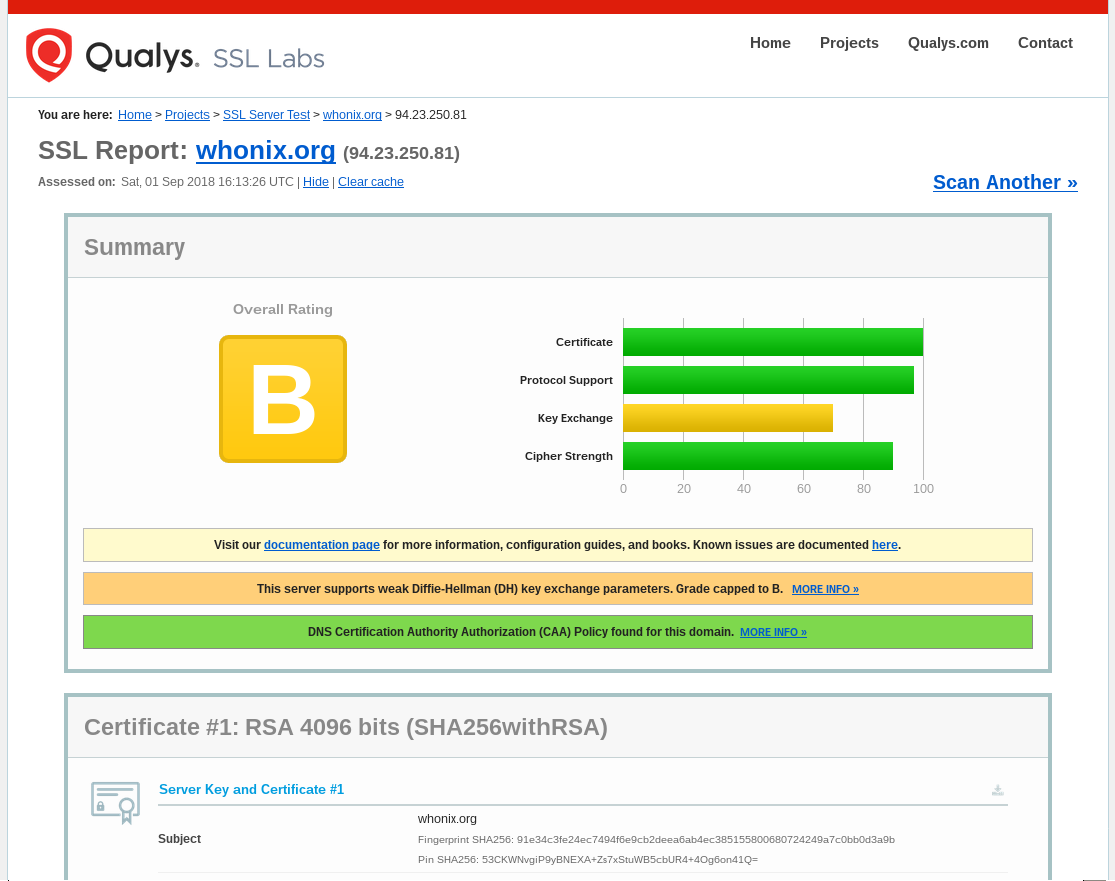 Qualys. SSL Labs
Home Projects Qualys.com Contact
You are here: Home > Projects > SSL Server Test > whonix.org > 94.23.250.81
SSL Report: whonix.org (94.23.250.81)
Assessed on: Sat, 01 Sep 2018 16:13:26 UTC | Hide | Clear cache
Scan Another »
Summary
Overall Rating
B
Certificate
Protocol Support
Key Exchange
Cipher Strength
0 20 40 60 80 100
Visit our documentation page for more information, configuration guides, and books. Known issues are documented here.
This server supports weak Diffie-Hellman (DH) key exchange parameters. Grade capped to B. MORE INFO »
DNS Certification Authority Authorization (CAA) Policy found for this domain. MORE INFO »
Certificate #1: RSA 4096 bits (SHA256withRSA)
Server Key and Certificate #1
Subject
whonix.org
Fingerprint SHA256: 91e34c3fe24ec7494f6e9cb2deea6ab4ec385155800680724249a7c0bb0d3a9b
Pin SHA256: 53CKWNvgiP9yBNEXA+Zs7xStuWB5cbUR4+4Og6on41Q=